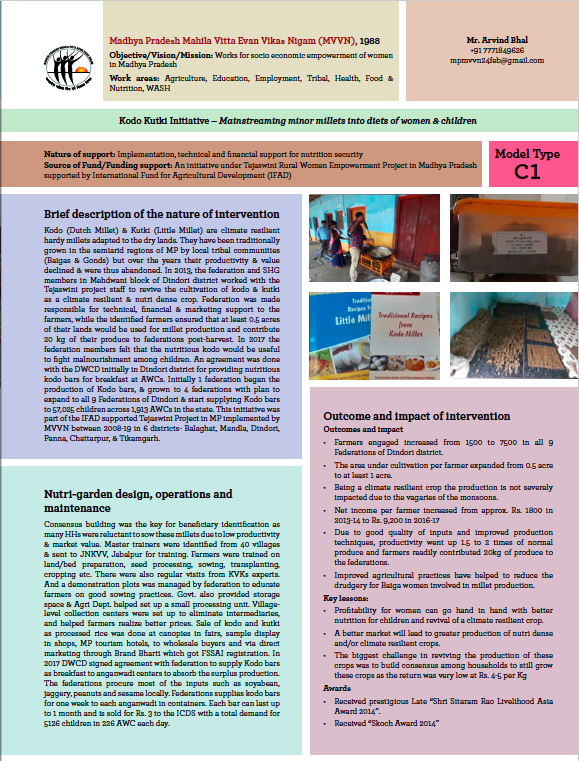 Madhya Pradesh Mahila Vitta Evan Vikas Nigam (MVVN), 1988
Objective/Vision/Mission: Works for socio economic empowerment of women
in Madhya Pradesh
Work areas: Agriculture, Education, Employment, Tribal, Health, Food &
Nutrition, WASH
Mr. Arvind Bhal
+91 7771849626
mpmvvn24feb@gmail.com
Kodo Kutki Initiative – Mainstreaming minor millets into diets of women & children
Nature of support: Implementation, technical and financial support for nutrition security
Source of Fund/Funding support: An initiative under Tejaswini Rural Women Empowerment Project in Madhya Pradesh
supported by International Fund for Agricultural Development (IFAD)
Model Type
C1
Brief description of the nature of intervention
Kodo (Dutch Millet) & Kutki (Little Millet) are climate resilient
hardy millets adapted to the dry lands. They have been traditionally
grown in the semiarid regions of MP by local tribal communities
(Baigas & Gonds) but over the years their productivity & value
declined & were thus abandoned. In 2013, the federation and SHG
members in Mehdwani block of Dindori district worked with the
Tejaswini project staff to revive the cultivation of kodo & kutki
as a climate resilient & nutri dense crop. Federation was made
responsible for technical, financial & marketing support to the
farmers, while the identified farmers ensured that at least 0.5 acres
of their lands would be used for millet production and contribute
20 kg of their produce to federations post-harvest. In 2017 the
federation members felt that the nutritious kodo would be useful
to fight malnourishment among children. An agreement was done
with the DWCD initially in Dindori district for providing nutritious
kodo bars for breakfast at AWCs. Initially 1 federation began the
production of Kodo bars, & grown to 4 federations with plan to
expand to all 9 Federations of Dindori & start supplying Kodo bars
to 57,025 children across 1,913 AWCs in the state. This initiative was
part of the IFAD supported Tejaswini Project in MP implemented by
MVVN between 2008-19 in 6 districts- Balaghat, Mandla, Dindori,
Panna, Chattarpur, & Tikamgarh.
Nutri-garden design, operations and
maintenance
Consensus building was the key for beneficiary identification as
many HHs were reluctant to sow these millets due to low productivity
& market value. Master trainers were identified from 40 villages
& sent to JNKVV, Jabalpur for training. Farmers were trained on
land/bed preparation, seed processing, sowing, transplanting,
cropping etc. There were also regular visits from KVKs experts.
And a demonstration plots was managed by federation to educate
farmers on good sowing practices. Govt. also provided storage
space & Agri Dept. helped set up a small processing unit. Village-
level collection centers were set up to eliminate intermediaries,
and helped farmers realize better prices. Sale of kodo and kutki
as processed rice was done at canopies in fairs, sample display
in shops, MP tourism hotels, to wholesale buyers and via direct
marketing through Brand Bharti which got FSSAI registration. In
2017 DWCD signed agreement with federation to supply Kodo bars
as breakfast to anganwadi centers to absorb the surplus production.
The federations procure most of the inputs such as soyabean,
jaggery, peanuts and sesame locally. Federations supplies kodo bars
for one week to each anganwadi in containers. Each bar can last up
to 1 month and is sold for Rs. 3 to the ICDS with a total demand for
5126 children in 226 AWC each day.
Traditional
Recipes
Little Mil
Traditional Recipes
from
Kodo Millet
Outcome and impact of intervention
Outcomes and impact
• Farmers engaged increased from 1500 to 7500 in all 9
Federations of Dindori district.
• The area under cultivation per farmer expanded from 0.5 acre
to at least 1 acre.
• Being a climate resilient crop the production is not severely
impacted due to the vagaries of the monsoons.
• Net income per farmer increased from approx. Rs. 1800 in
2013-14 to Rs. 9,200 in 2016-17
• Due to good quality of inputs and improved production
techniques, productivity went up 1.5 to 2 times of normal
produce and farmers readily contributed 20kg of produce to
the federations.
• Improved agricultural practices have helped to reduce the
drudgery for Baiga women involved in millet production.
Key lessons:
• Profitability for women can go hand in hand with better
nutrition for children and revival of a climate resilient crop.
• A better market will lead to greater production of nutri dense
and/or climate resilient crops.
• The biggest challenge in reviving the production of these
crops was to build consensus among households to still grow
these crops as the return was very low at Rs. 4-5 per Kg
Awards
• Received prestigious Late “Shri Sitaram Rao Livelihood Asia
Award 2014”.
• Received “Skoch Award 2014”